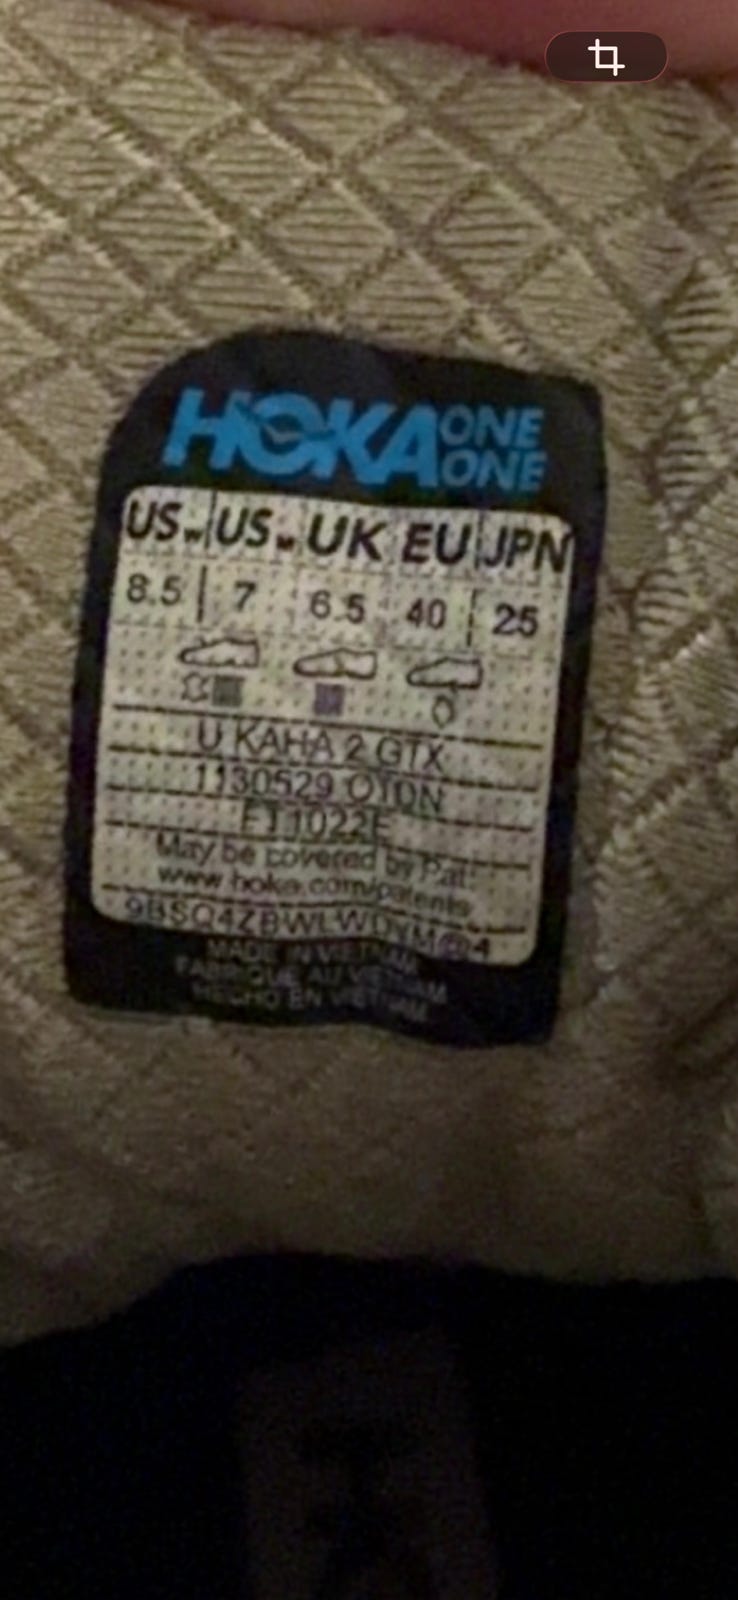 HOKA ONE ONE
US w US M UK EU JPN
8.5 7 6.5 40 25
U KAHA 2 GTX
1130529 OTDN
FT1022E
May be covered by Pat:
www.hoka.com/patents
MADE IN VIETNAM
FABRIQUE AU VIETNAM
HECHO EN VIETNAM